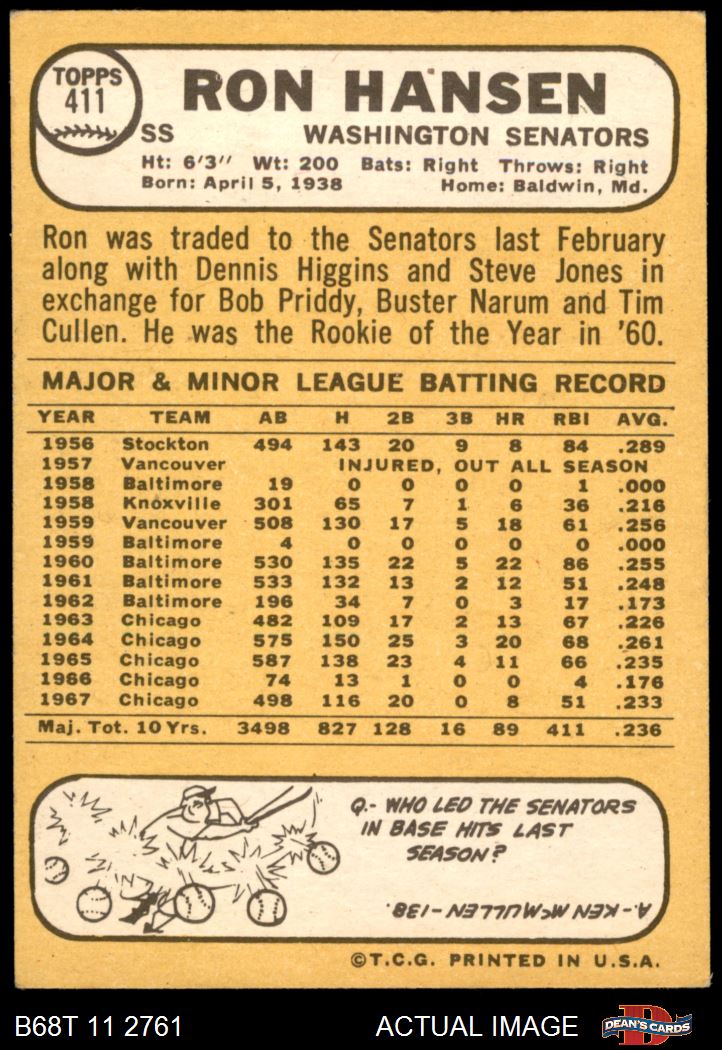 TOPPS
411
RON HANSEN
SS WASHINGTON SENATORS
Ht: 6'3" Wt: 200 Bats: Right Throws: Right
Born: April 5, 1938 Home: Baldwin, Md.
Ron was traded to the Senators last February
along with Dennis Higgins and Steve Jones in
exchange for Bob Priddy, Buster Narum and Tim
Cullen. He was the Rookie of the Year in '60.
MAJOR & MINOR LEAGUE BATTING RECORD
YEAR TEAM AB H 2B 3B HR RBI AVG.
1956 Stockton 494 143 20 9 8 84 .289
1957 Vancouver INJURED, OUT ALL SEASON
1958 Baltimore 19 0 0 0 0 1 .000
1958 Knoxville 301 65 7 1 6 36 .216
1959 Vancouver 508 130 17 5 18 61 .256
1959 Baltimore 4 0 0 0 0 0 .000
1960 Baltimore 530 135 22 5 22 86 .255
1961 Baltimore 533 132 13 2 12 51 .248
1962 Baltimore 196 34 7 0 3 17 .173
1963 Chicago 482 109 17 2 13 67 .226
1964 Chicago 575 150 25 3 20 68 .261
1965 Chicago 587 138 23 4 11 66 .235
1966 Chicago 74 13 1 0 0 4 .176
1967 Chicago 498 116 20 0 8 51 .233
Maj. Tot. 10 Yrs. 3498 827 128 16 89 411 .236
Q.- WHO LED THE SENATORS
IN BASE HITS LAST
SEASON?
A.- KEN McMULLEN - 138.
©T.C.G. PRINTED IN U.S.A.
B68T 11 2761 ACTUAL IMAGE
D
DEAN'S CARDS